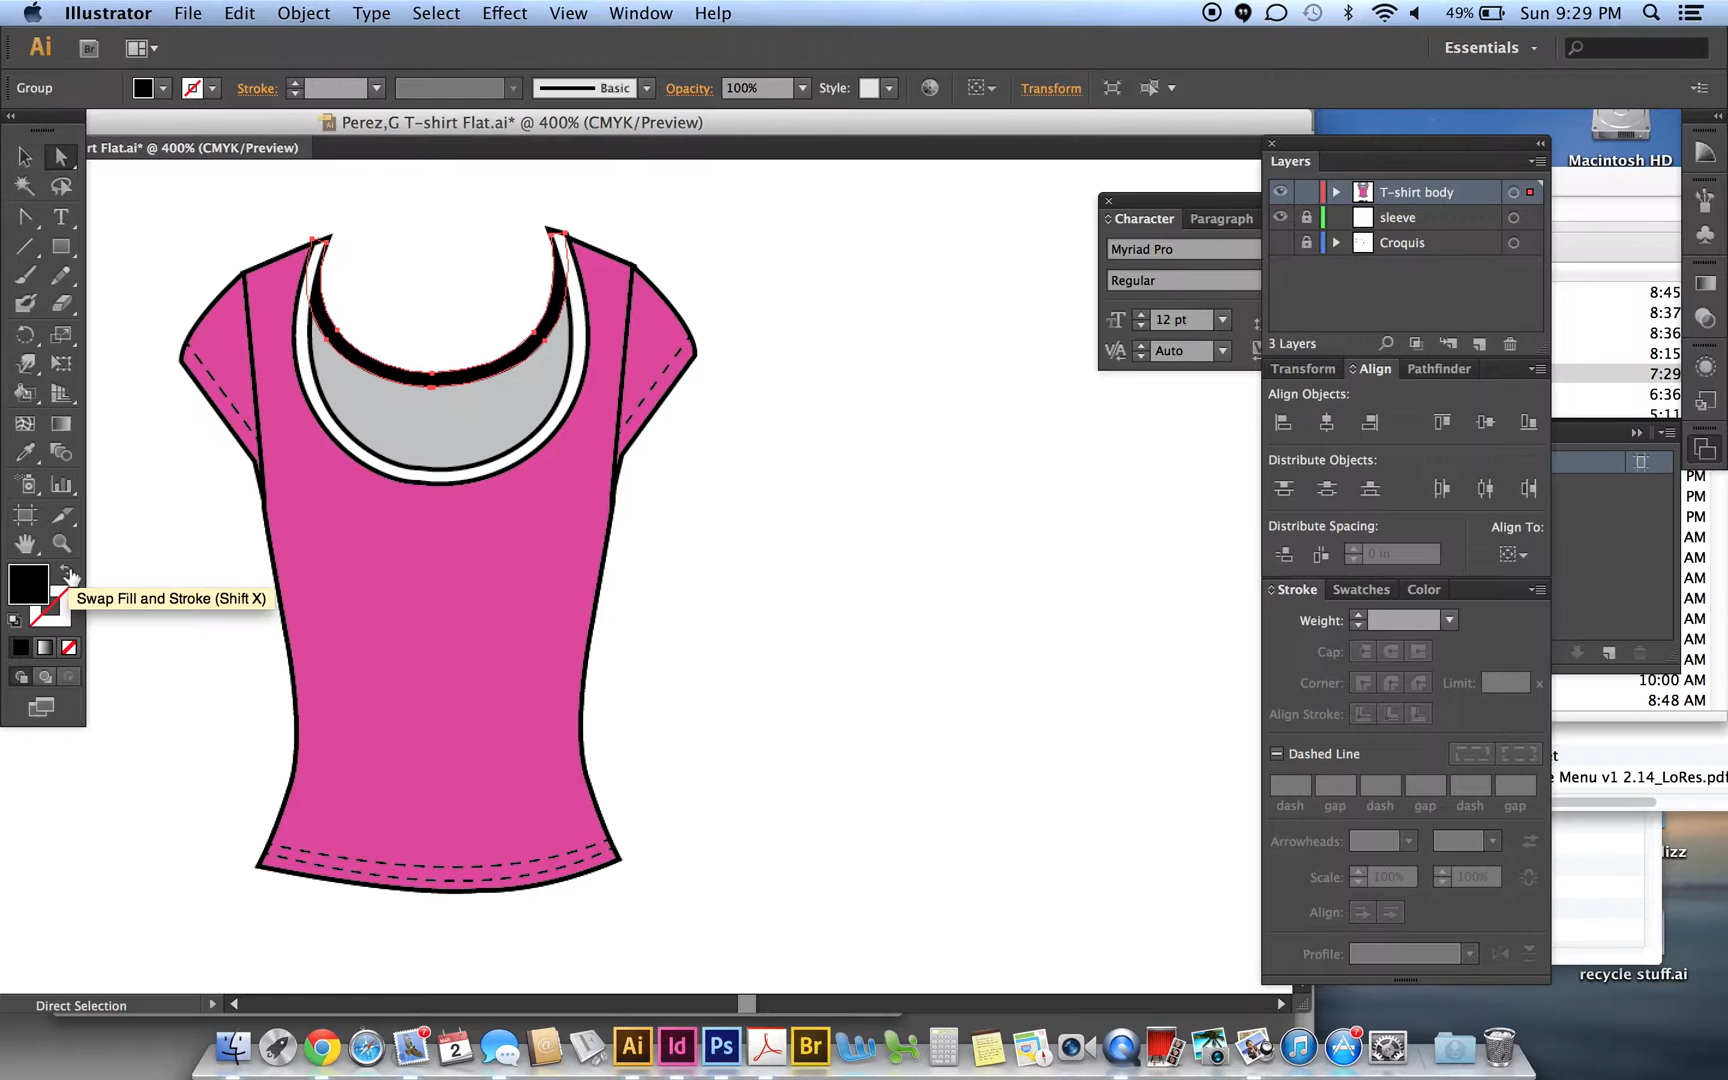 Illustrator File Edit Object Type Select Effect View Window Help 49% Sun 9:29 PM
Ai Br Essentials
Group Stroke: Basic Opacity: 100% Style: Transform
Perez,G T-shirt Flat.ai* @ 400% (CMYK/Preview)
rt Flat.ai* @ 400% (CMYK/Preview)
Macintosh HD
Layers
T-shirt body
sleeve
Croquis
3 Layers
Character Paragraph
Myriad Pro
Regular
12 pt
Auto
Transform Align Pathfinder
Align Objects:
Distribute Objects:
Distribute Spacing: Align To:
0 in
Stroke Swatches Color
Weight:
Cap:
Corner: Limit: x
Align Stroke:
Dashed Line
dash gap dash gap dash gap
Arrowheads:
Scale: 100% 100%
Align:
Profile:
8:45
8:37
8:36
8:15
7:29
6:36
5:11
PM
PM
PM
AM
AM
AM
AM
AM
AM
AM
10:00 AM
8:48 AM
et
e Menu v1 2.14_LoRes.pdf
izz
recycle stuff.ai
Swap Fill and Stroke (Shift X)
Direct Selection
7 2 Ai Id Ps Br 7